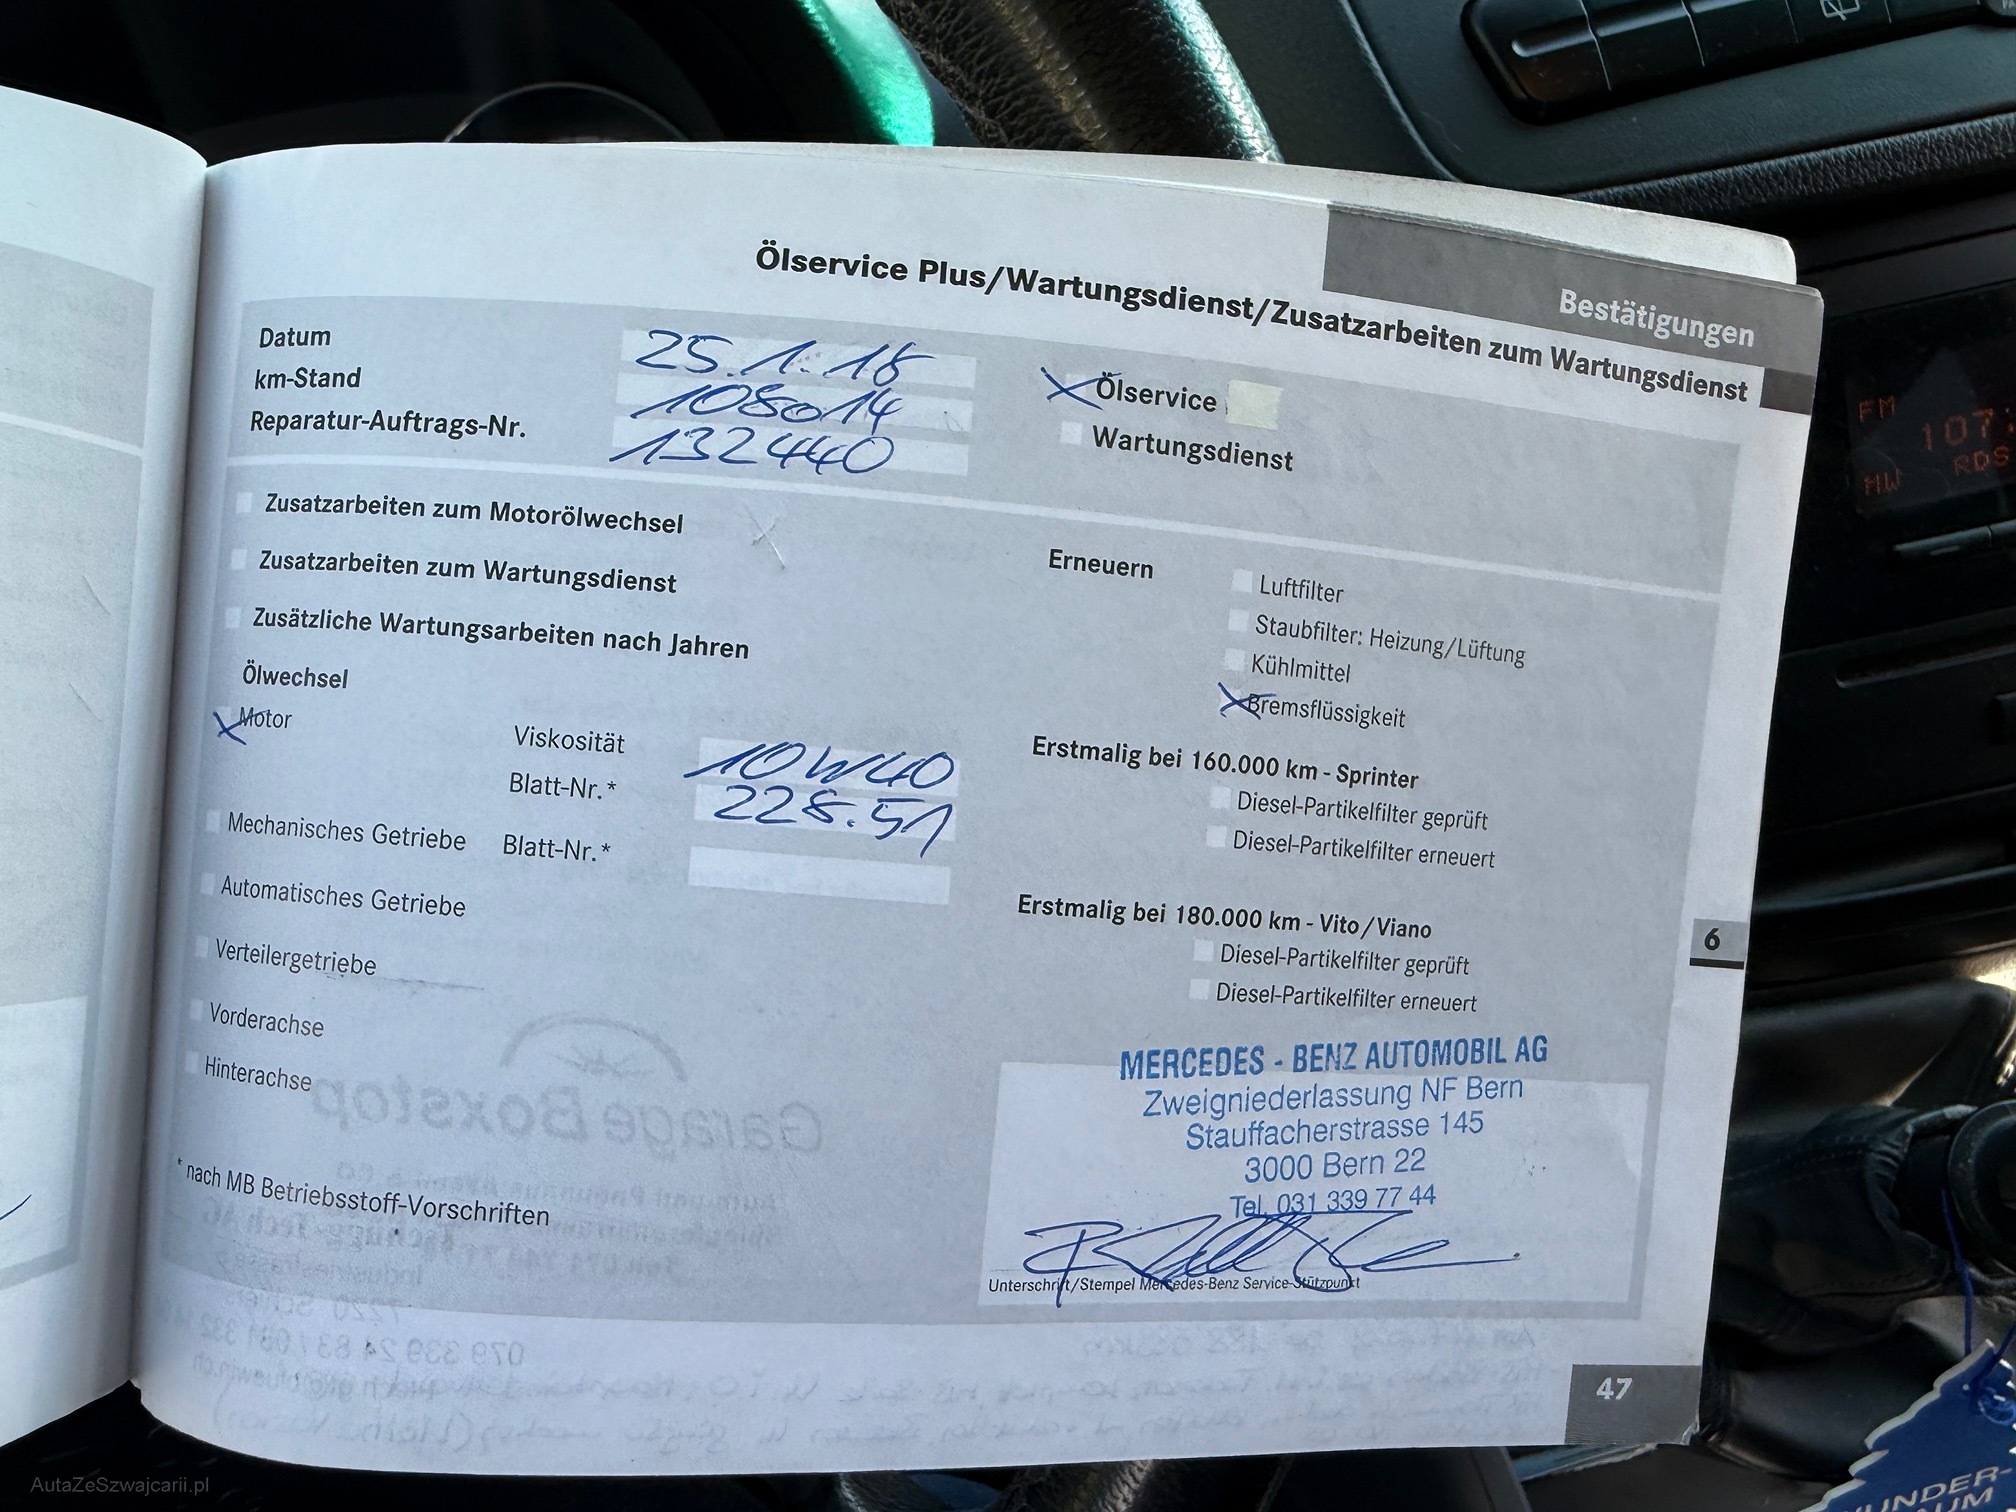 Bestätigungen
Ölservice Plus/Wartungsdienst/Zusatzarbeiten zum Wartungsdienst
Datum 25.1.18
km-Stand 108014
Reparatur-Auftrags-Nr. 132440
Ölservice
Wartungsdienst
Zusatzarbeiten zum Motorölwechsel
Zusatzarbeiten zum Wartungsdienst
Zusätzliche Wartungsarbeiten nach Jahren
Ölwechsel
Motor
Viskosität 10W40
Blatt-Nr.* 228.51
Mechanisches Getriebe Blatt-Nr.*
Automatisches Getriebe
Verteilergetriebe
Vorderachse
Hinterachse
* nach MB Betriebsstoff-Vorschriften
Erneuern
Luftfilter
Staubfilter: Heizung/Lüftung
Kühlmittel
Bremsflüssigkeit
Erstmalig bei 160.000 km - Sprinter
Diesel-Partikelfilter geprüft
Diesel-Partikelfilter erneuert
Erstmalig bei 180.000 km - Vito/Viano
Diesel-Partikelfilter geprüft
Diesel-Partikelfilter erneuert
MERCEDES - BENZ AUTOMOBIL AG
Zweigniederlassung NF Bern
Stauffacherstrasse 145
3000 Bern 22
Tel. 031 339 77 44
Unterschrift/Stempel Mercedes-Benz Service-Stützpunkt
6
47
Garage Boxstop
FM
107
MW RDS
WUNDER-
AutaZeSzwajcarii.pl